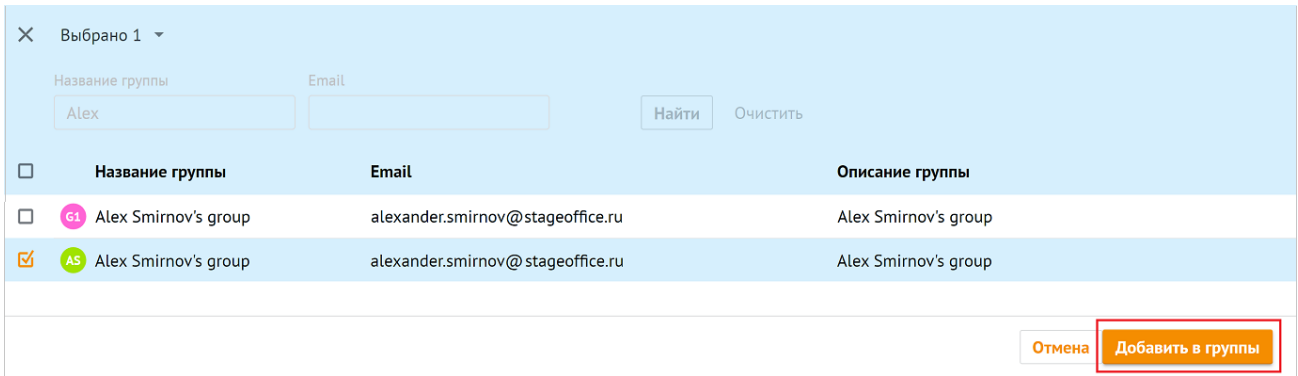 Выбрано 1
Название группы Email
Alex Найти Очистить
Название группы Email Описание группы
G1 Alex Smirnov's group alexander.smirnov@stageoffice.ru Alex Smirnov's group
AS Alex Smirnov's group alexander.smirnov@stageoffice.ru Alex Smirnov's group
Отмена Добавить в группы